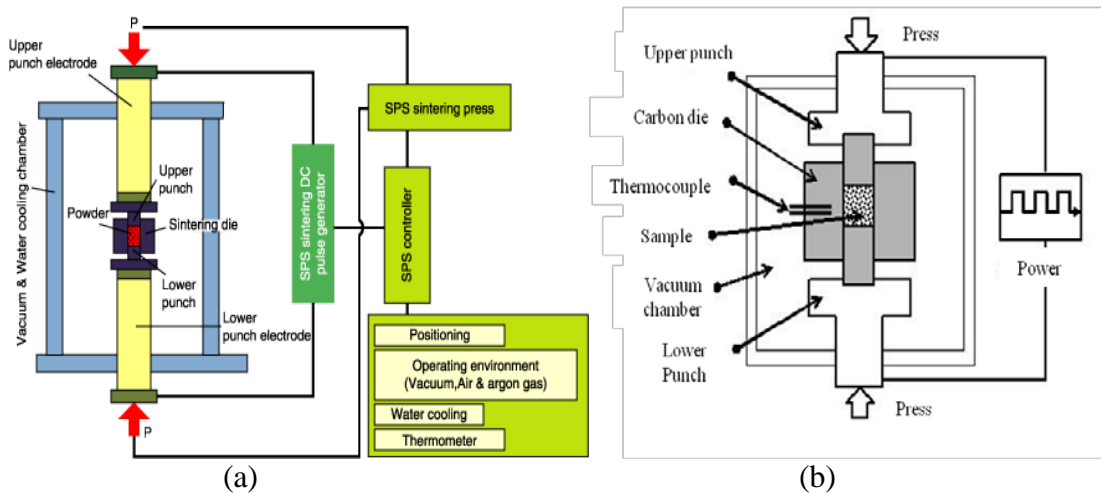 P
Upper
punch electrode
SPS sintering press
Vacuum & Water cooling chamber
Upper
punch
Powder
Sintering die
SPS sintering DC
pulse generator
SPS controller
Lower
punch
Lower
punch electrode
Positioning
Operating environment
(Vacuum,Air & argon gas)
Water cooling
Thermometer
P
(a)
Press
Upper punch
Carbon die
Thermocouple
Sample
Vacuum
chamber
Lower
Punch
Power
Press
(b)